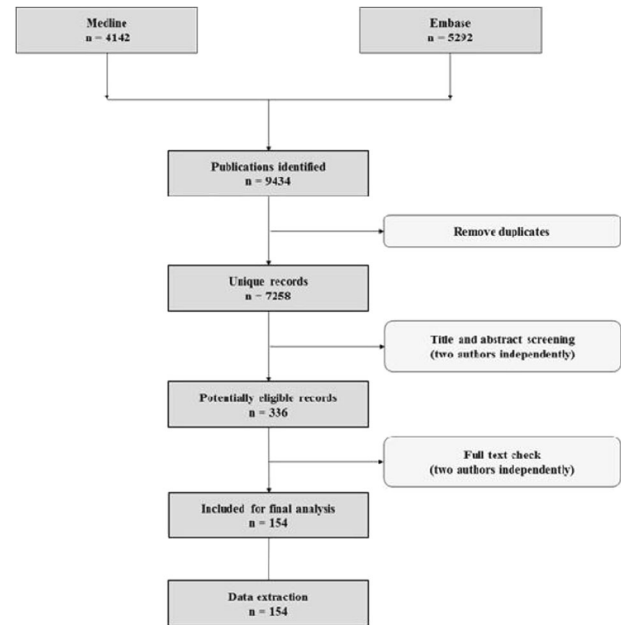 Medline
n = 4142
Embase
n = 5292
Publications identified
n = 9434
Remove duplicates
Unique records
n = 7258
Title and abstract screening
(two authors independently)
Potentially eligible records
n = 336
Full text check
(two authors independently)
Included for final analysis
n = 154
Data extraction
n = 154